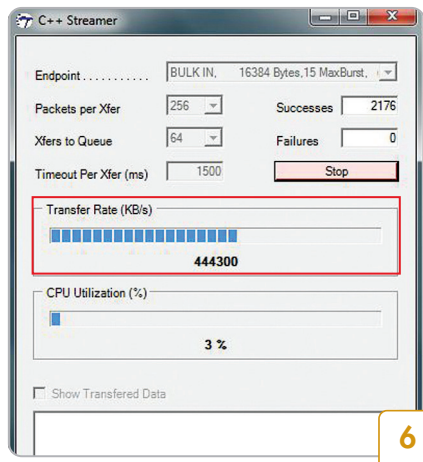 C++ Streamer
Endpoint........... BULK IN, 16384 Bytes,15 MaxBurst,
Packets per Xfer 256 Successes 2176
Xfers to Queue 64 Failures 0
Timeout Per Xfer (ms) 1500 Stop
Transfer Rate (KB/s)
444300
CPU Utilization (%)
3 %
Show Transfered Data
6